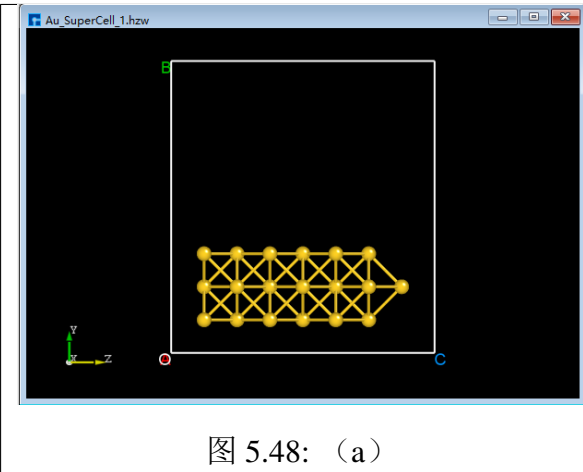 Au_SuperCell_1.hzw
B
Y
X
Z
C
图 5.48: （a）